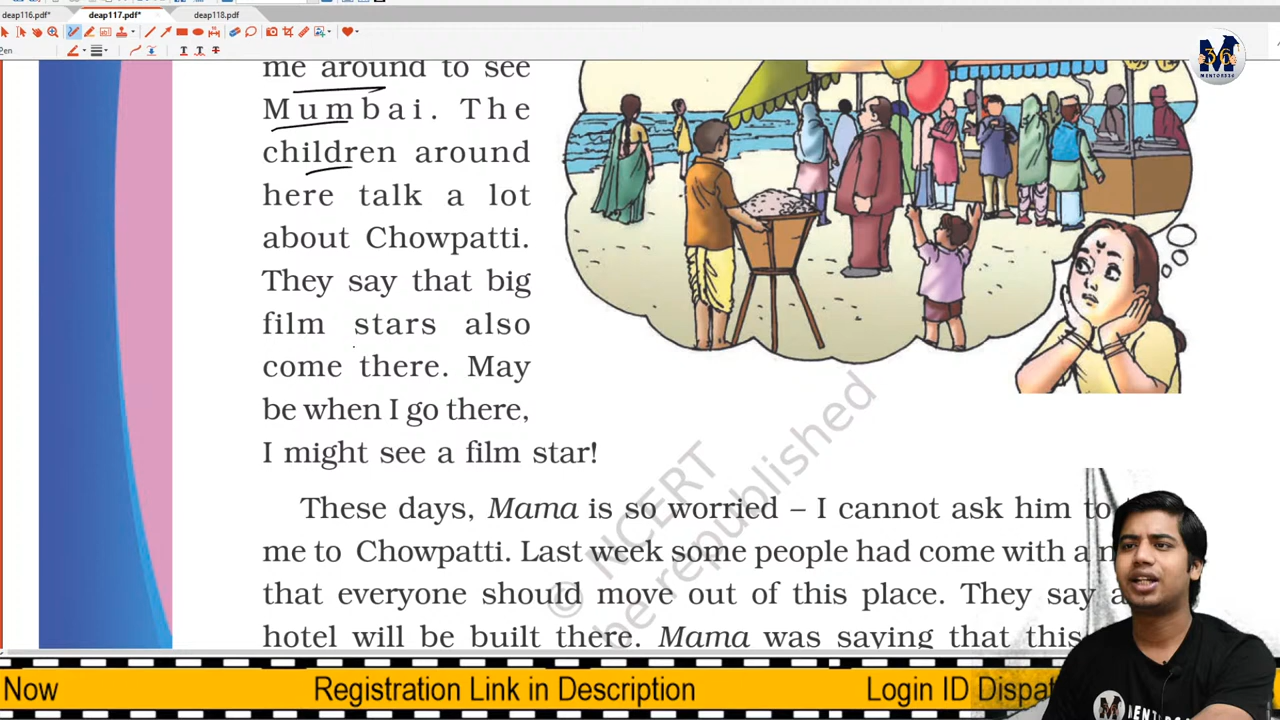 deap116.pdf*
deap117.pdf*
deap118.pdf
Pen
36
MENTORS36
me around to see
Mumbai. The
children around
here talk a lot
about Chowpatti.
They say that big
film stars also
come there. May
be when I go there,
I might see a film star!
These days, Mama is so worried – I cannot ask him to
me to Chowpatti. Last week some people had come with a
that everyone should move out of this place. They say a
hotel will be built there. Mama was saying that this
© NCERT
be republished
Now
Registration Link in Description
Login ID Dispat